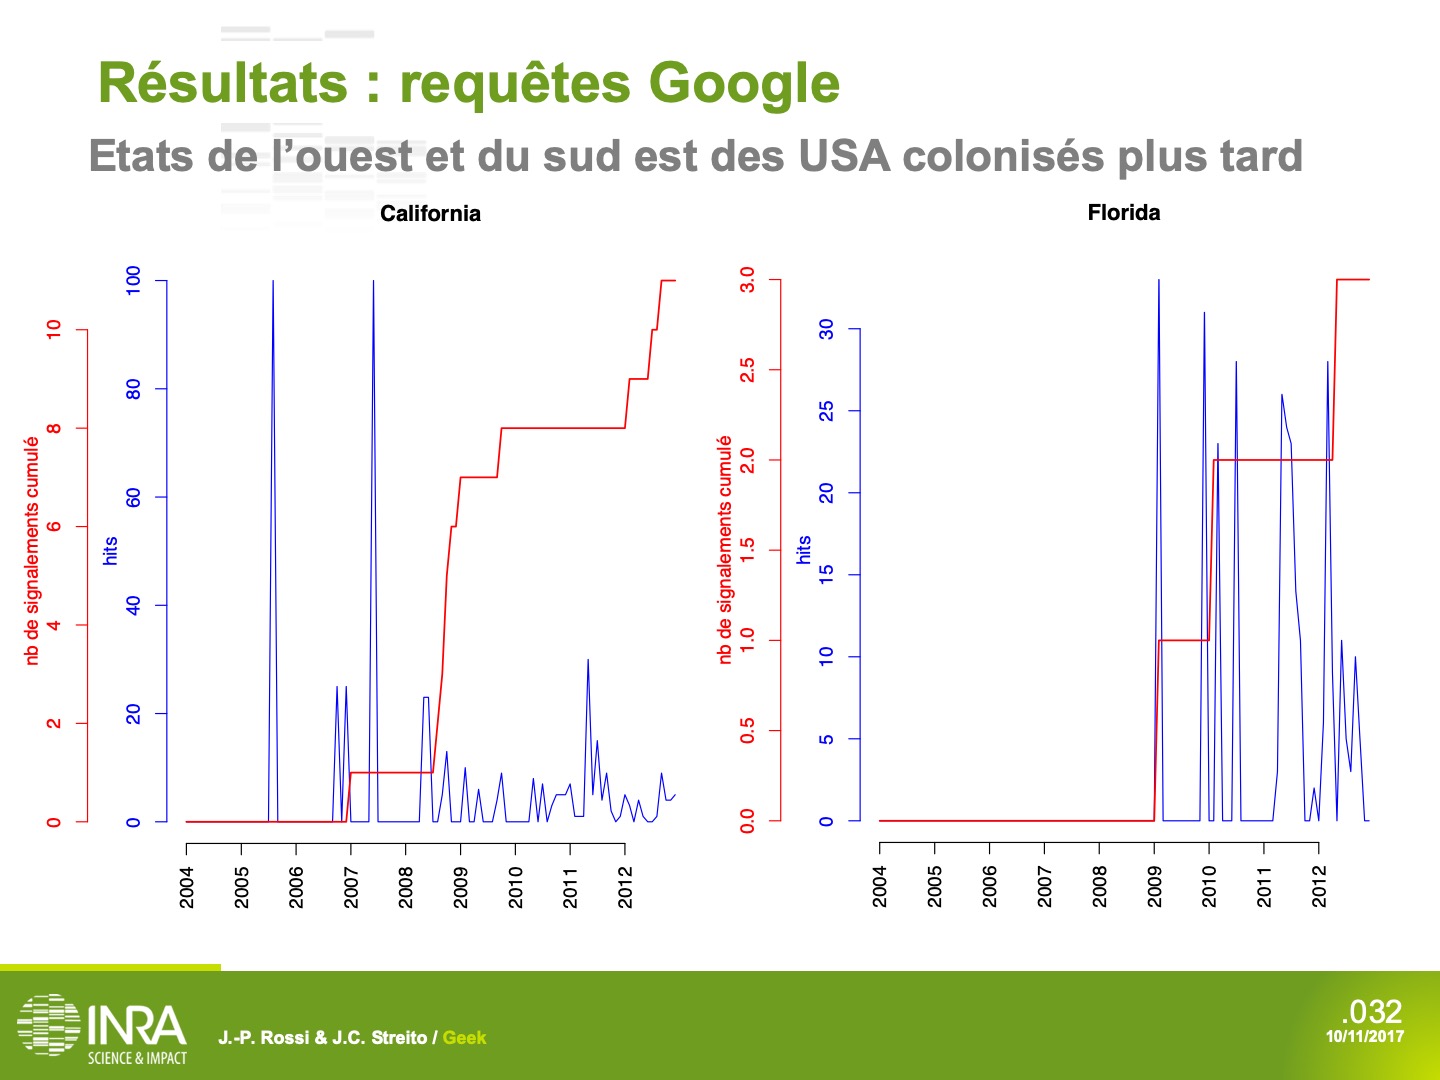 Résultats : requêtes Google
Etats de l’ouest et du sud est des USA colonisés plus tard
California
nb de signalements cumulé
0 2 4 6 8 10
hits
0 20 40 60 80 100
2004 2005 2006 2007 2008 2009 2010 2011 2012
Florida
nb de signalements cumulé
0.0 0.5 1.0 1.5 2.0 2.5 3.0
hits
0 5 10 15 20 25 30
2004 2005 2006 2007 2008 2009 2010 2011 2012
INRA
SCIENCE & IMPACT
J.-P. Rossi & J.C. Streito / Geek
.032
10/11/2017